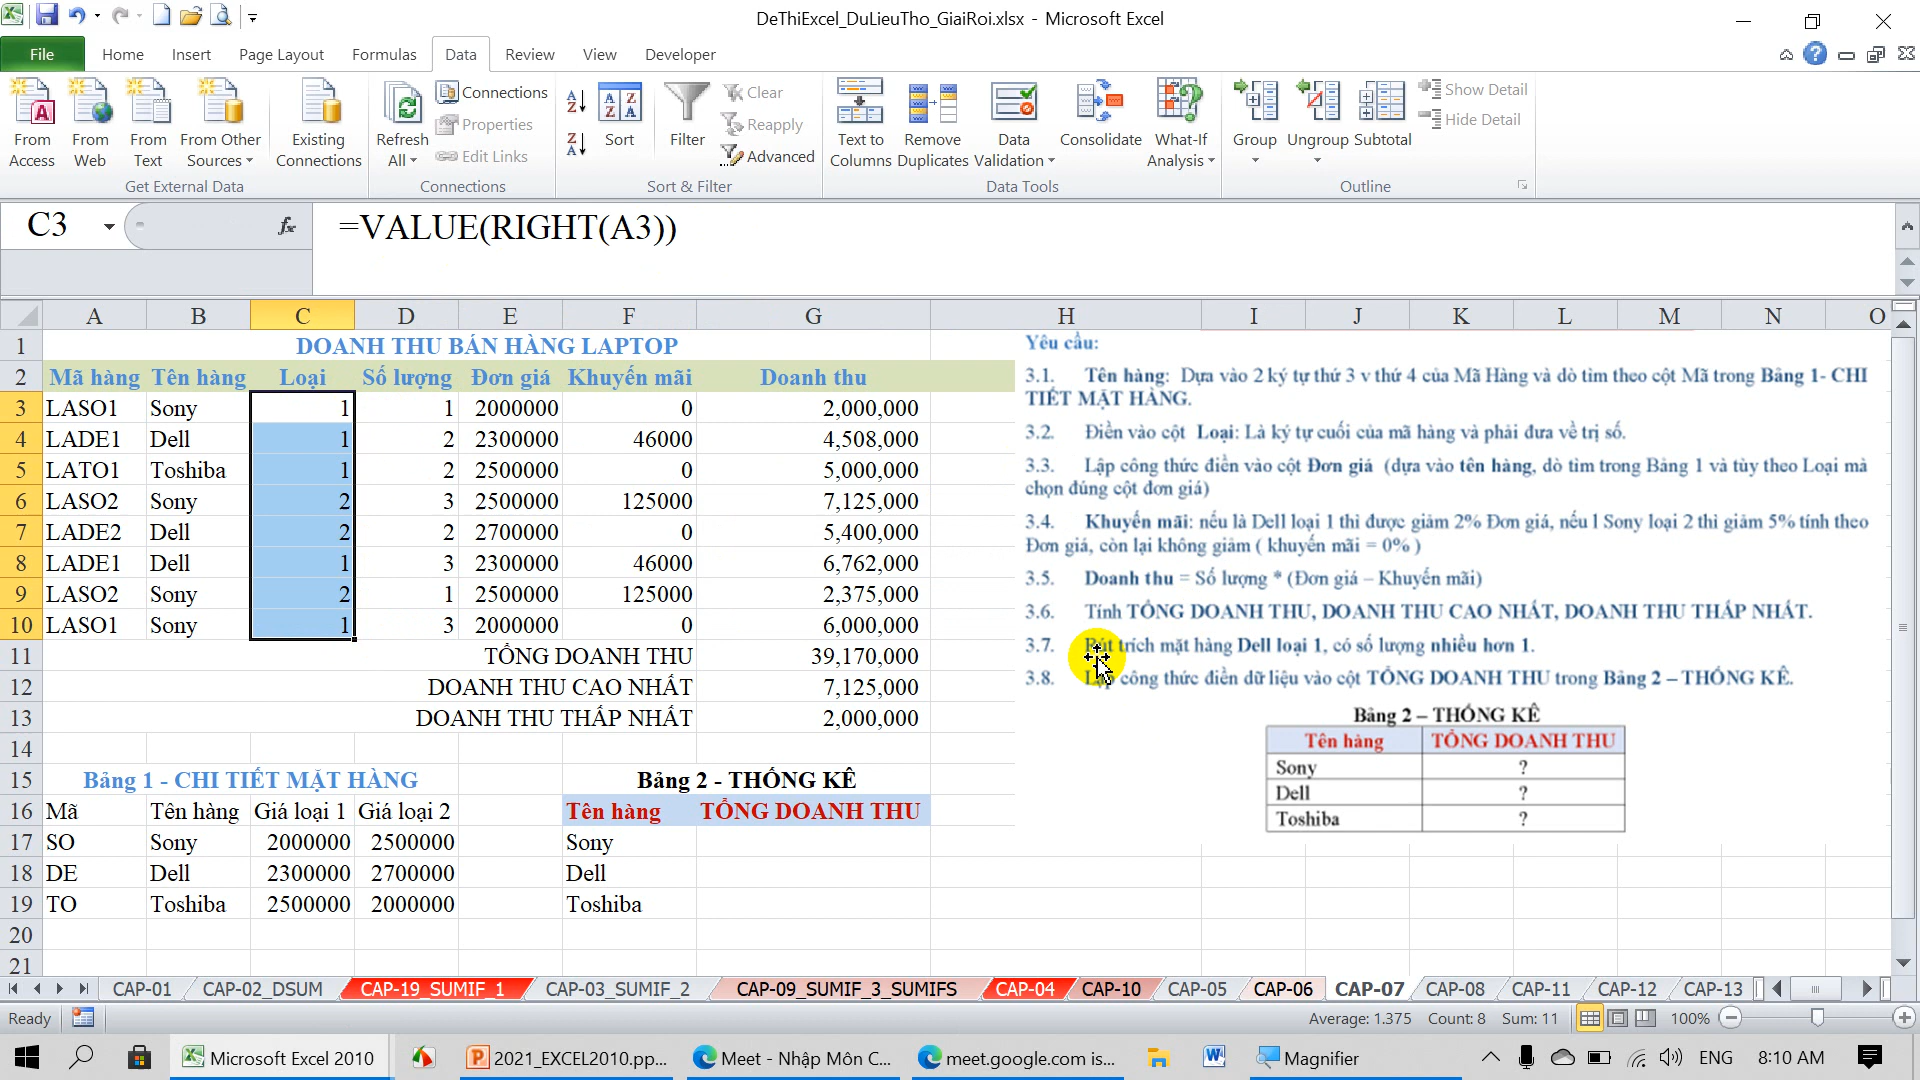 DeThiExcel_DuLieuTho_GiaiRoi.xlsx - Microsoft Excel
File Home Insert Page Layout Formulas Data Review View Developer
From Access From Web From Text From Other Sources Existing Connections Refresh All Connections Properties Edit Links Sort Filter Clear Reapply Advanced Text to Columns Remove Duplicates Data Validation Consolidate What-If Analysis Group Ungroup Subtotal Show Detail Hide Detail
Get External Data Connections Sort & Filter Data Tools Outline
C3 fx =VALUE(RIGHT(A3))
A B C D E F G H I J K L M N O
1 DOANH THU BÁN HÀNG LAPTOP
2 Mã hàng Tên hàng Loại Số lượng Đơn giá Khuyến mãi Doanh thu
3 LASO1 Sony 1 1 2000000 0 2,000,000
4 LADE1 Dell 1 2 2300000 46000 4,508,000
5 LATO1 Toshiba 1 2 2500000 0 5,000,000
6 LASO2 Sony 2 3 2500000 125000 7,125,000
7 LADE2 Dell 2 2 2700000 0 5,400,000
8 LADE1 Dell 1 3 2300000 46000 6,762,000
9 LASO2 Sony 2 1 2500000 125000 2,375,000
10 LASO1 Sony 1 3 2000000 0 6,000,000
11 TỔNG DOANH THU 39,170,000
12 DOANH THU CAO NHẤT 7,125,000
13 DOANH THU THẤP NHẤT 2,000,000
14
15 Bảng 1 - CHI TIẾT MẶT HÀNG Bảng 2 - THỐNG KÊ
16 Mã Tên hàng Giá loại 1 Giá loại 2 Tên hàng TỔNG DOANH THU
17 SO Sony 2000000 2500000 Sony
18 DE Dell 2300000 2700000 Dell
19 TO Toshiba 2500000 2000000 Toshiba
20
21
Yêu cầu:
3.1. Tên hàng: Dựa vào 2 ký tự thứ 3 v thứ 4 của Mã Hàng và dò tìm theo cột Mã trong Bảng 1- CHI
TIẾT MẶT HÀNG.
3.2. Điền vào cột Loại: Là ký tự cuối của mã hàng và phải đưa về trị số.
3.3. Lập công thức điền vào cột Đơn giá (dựa vào tên hàng, dò tìm trong Bảng 1 và tùy theo Loại mà
chọn đúng cột đơn giá)
3.4. Khuyến mãi: nếu là Dell loại 1 thì được giảm 2% Đơn giá, nếu l Sony loại 2 thì giảm 5% tính theo
Đơn giá, còn lại không giảm ( khuyến mãi = 0% )
3.5. Doanh thu = Số lượng * (Đơn giá – Khuyến mãi)
3.6. Tính TỔNG DOANH THU, DOANH THU CAO NHẤT, DOANH THU THẤP NHẤT.
3.7. Rút trích mặt hàng Dell loại 1, có số lượng nhiều hơn 1.
3.8. Lập công thức điền dữ liệu vào cột TỔNG DOANH THU trong Bảng 2 – THỐNG KÊ.
Bảng 2 – THỐNG KÊ
Tên hàng TỔNG DOANH THU
Sony ?
Dell ?
Toshiba ?
CAP-01 CAP-02_DSUM CAP-19_SUMIF_1 CAP-03_SUMIF_2 CAP-09_SUMIF_3_SUMIFS CAP-04 CAP-10 CAP-05 CAP-06 CAP-07 CAP-08 CAP-11 CAP-12 CAP-13
Ready Average: 1.375 Count: 8 Sum: 11 100%
Microsoft Excel 2010 2021_EXCEL2010.pp... Meet - Nhập Môn C... meet.google.com is... Magnifier ENG 8:10 AM